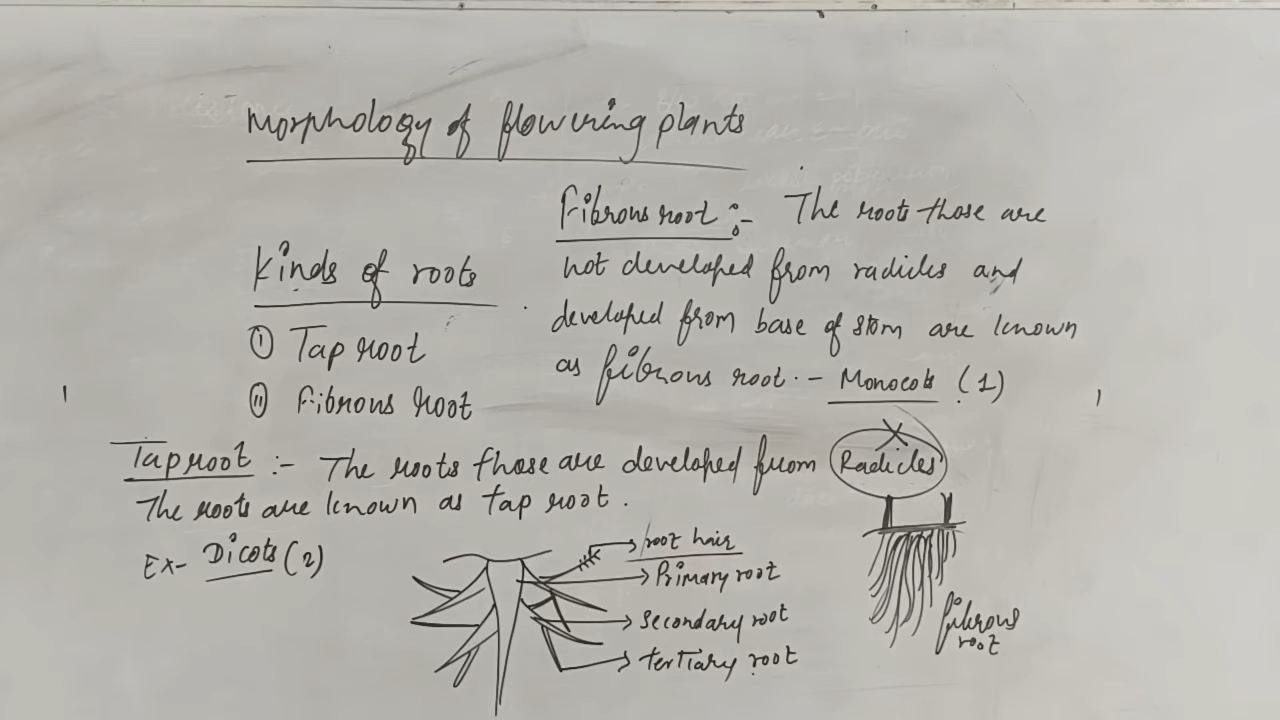 Morphology of flowering plants
Kinds of roots
(i) Tap root
(ii) Fibrous root
Fibrous root :- The roots those are
not developed from radicles and
developed from base of stem are known
as fibrous root. - Monocots (1)
Tap root :- The roots those are developed from Radicles
The roots are known as tap root.
Ex- Dicots (2)
root hair
Primary root
secondary root
tertiary root
fibrous
root